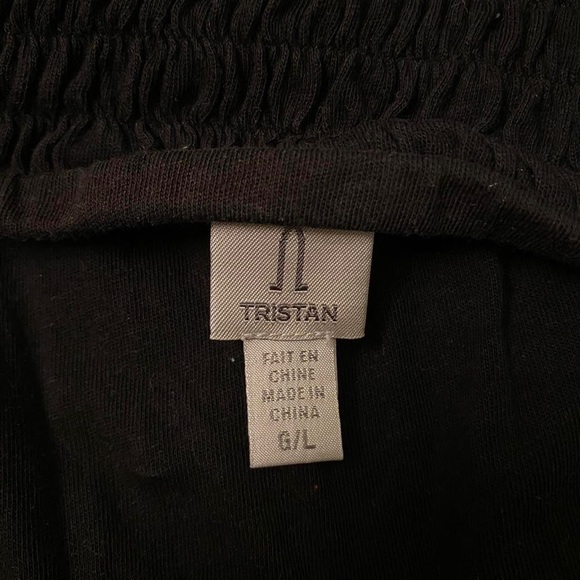 TRISTAN
FAIT EN
CHINE
MADE IN
CHINA
G/L